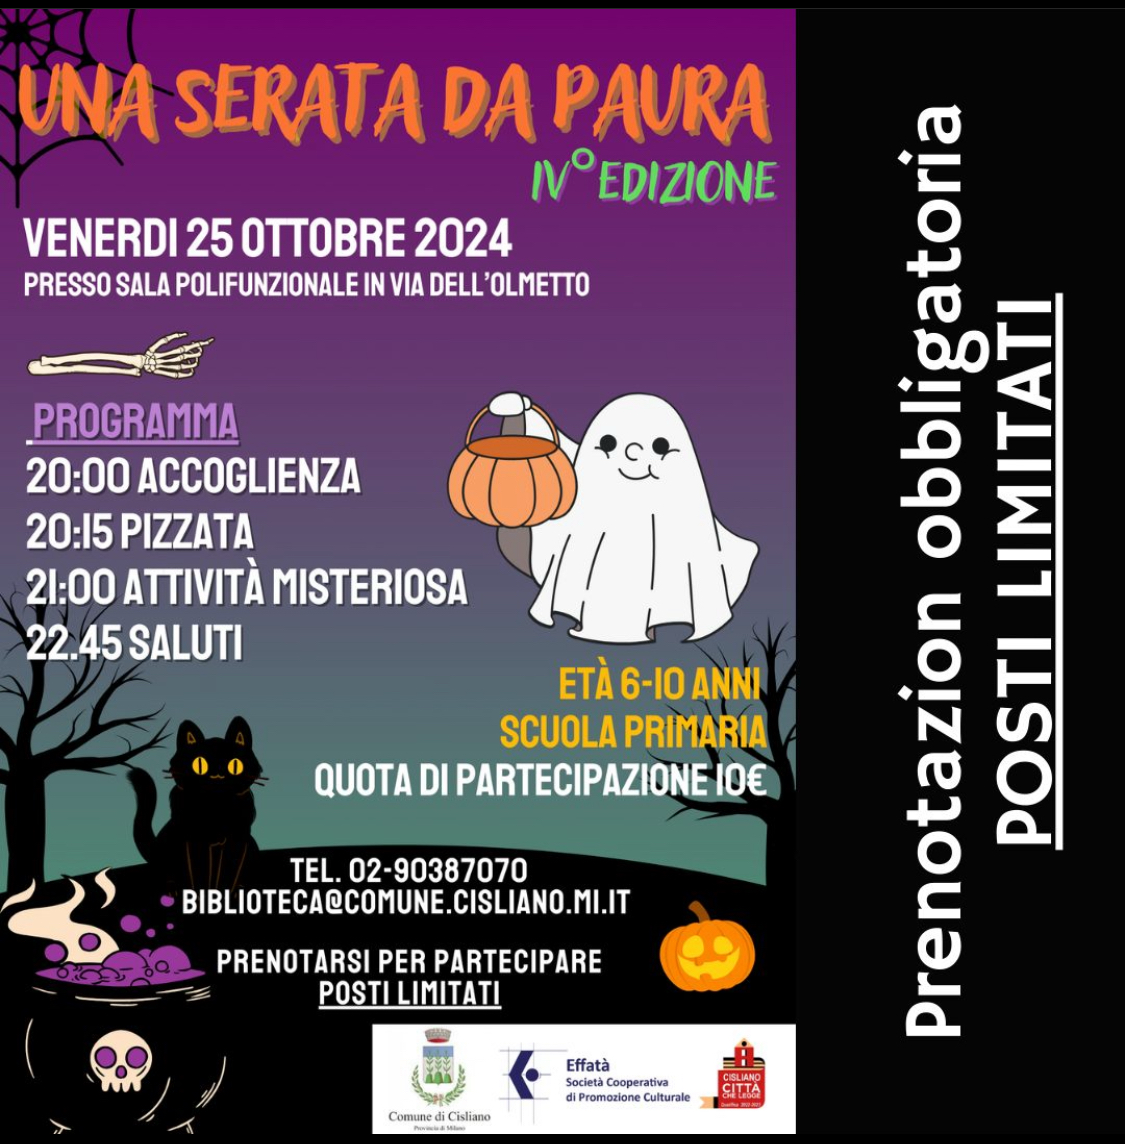 UNA SERATA DA PAURA
IV° EDIZIONE
VENERDI 25 OTTOBRE 2024
PRESSO SALA POLIFUNZIONALE IN VIA DELL'OLMETTO
PROGRAMMA
20:00 ACCOGLIENZA
20:15 PIZZATA
21:00 ATTIVITÀ MISTERIOSA
22.45 SALUTI
ETÀ 6-10 ANNI
SCUOLA PRIMARIA
QUOTA DI PARTECIPAZIONE 10€
TEL. 02-90387070
BIBLIOTECA@COMUNE.CISLIANO.MI.IT
PRENOTARSI PER PARTECIPARE
POSTI LIMITATI
Comune di Cisliano
Provincia di Milano
Effatà
Società Cooperativa
di Promozione Culturale
CISLIANO
CITTÀ
CHE LEGGE
Prenotazion obbligatoria
POSTI LIMITATI